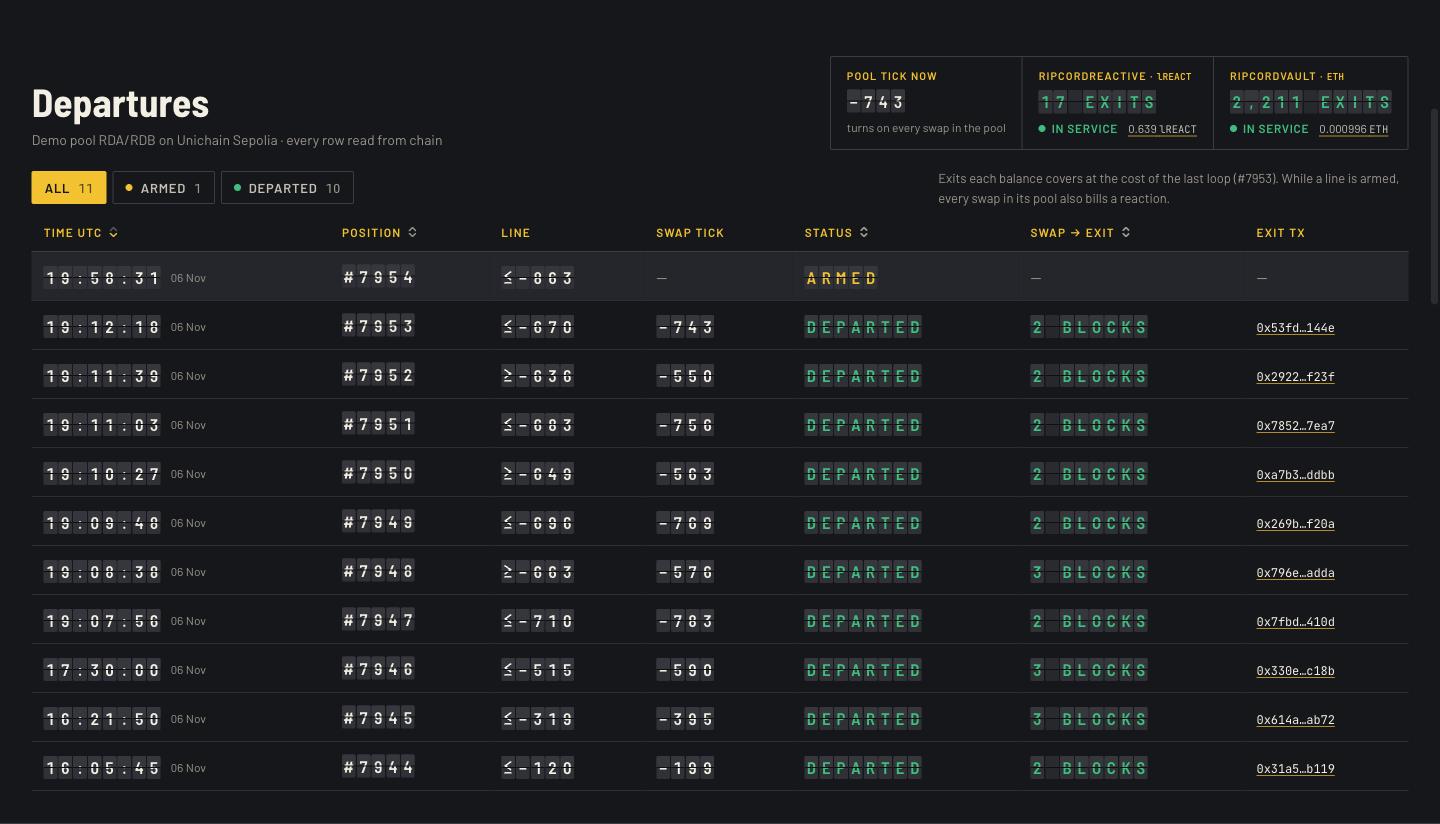 POOL TICK NOW
-743
turns on every swap in the pool
RIPCORDREACTIVE · lREACT
17 EXITS
IN SERVICE 0.639 lREACT
RIPCORDVAULT · ETH
2,211 EXITS
IN SERVICE 0.000996 ETH
Departures
Demo pool RDA/RDB on Unichain Sepolia · every row read from chain
ALL 11 ARMED 1 DEPARTED 10
Exits each balance covers at the cost of the last loop (#7953). While a line is armed,
every swap in its pool also bills a reaction.
TIME UTC POSITION LINE SWAP TICK STATUS SWAP → EXIT EXIT TX
19:58:31 06 Nov #7954 ≤-863 — ARMED — —
19:12:18 06 Nov #7953 ≤-670 -743 DEPARTED 2 BLOCKS 0x53fd…144e
19:11:39 06 Nov #7952 ≥-636 -550 DEPARTED 2 BLOCKS 0x2922…f23f
19:11:03 06 Nov #7951 ≤-683 -756 DEPARTED 2 BLOCKS 0x7852…7ea7
19:10:27 06 Nov #7950 ≥-649 -563 DEPARTED 2 BLOCKS 0xa7b3…ddbb
19:09:48 06 Nov #7949 ≤-696 -769 DEPARTED 2 BLOCKS 0x269b…f20a
19:08:38 06 Nov #7948 ≥-663 -576 DEPARTED 3 BLOCKS 0x796e…adda
19:07:56 06 Nov #7947 ≤-710 -783 DEPARTED 2 BLOCKS 0x7fbd…410d
17:30:00 06 Nov #7946 ≤-515 -590 DEPARTED 3 BLOCKS 0x330e…c18b
16:21:50 06 Nov #7945 ≤-319 -395 DEPARTED 3 BLOCKS 0x614a…ab72
16:05:45 06 Nov #7944 ≤-120 -199 DEPARTED 2 BLOCKS 0x31a5…b119